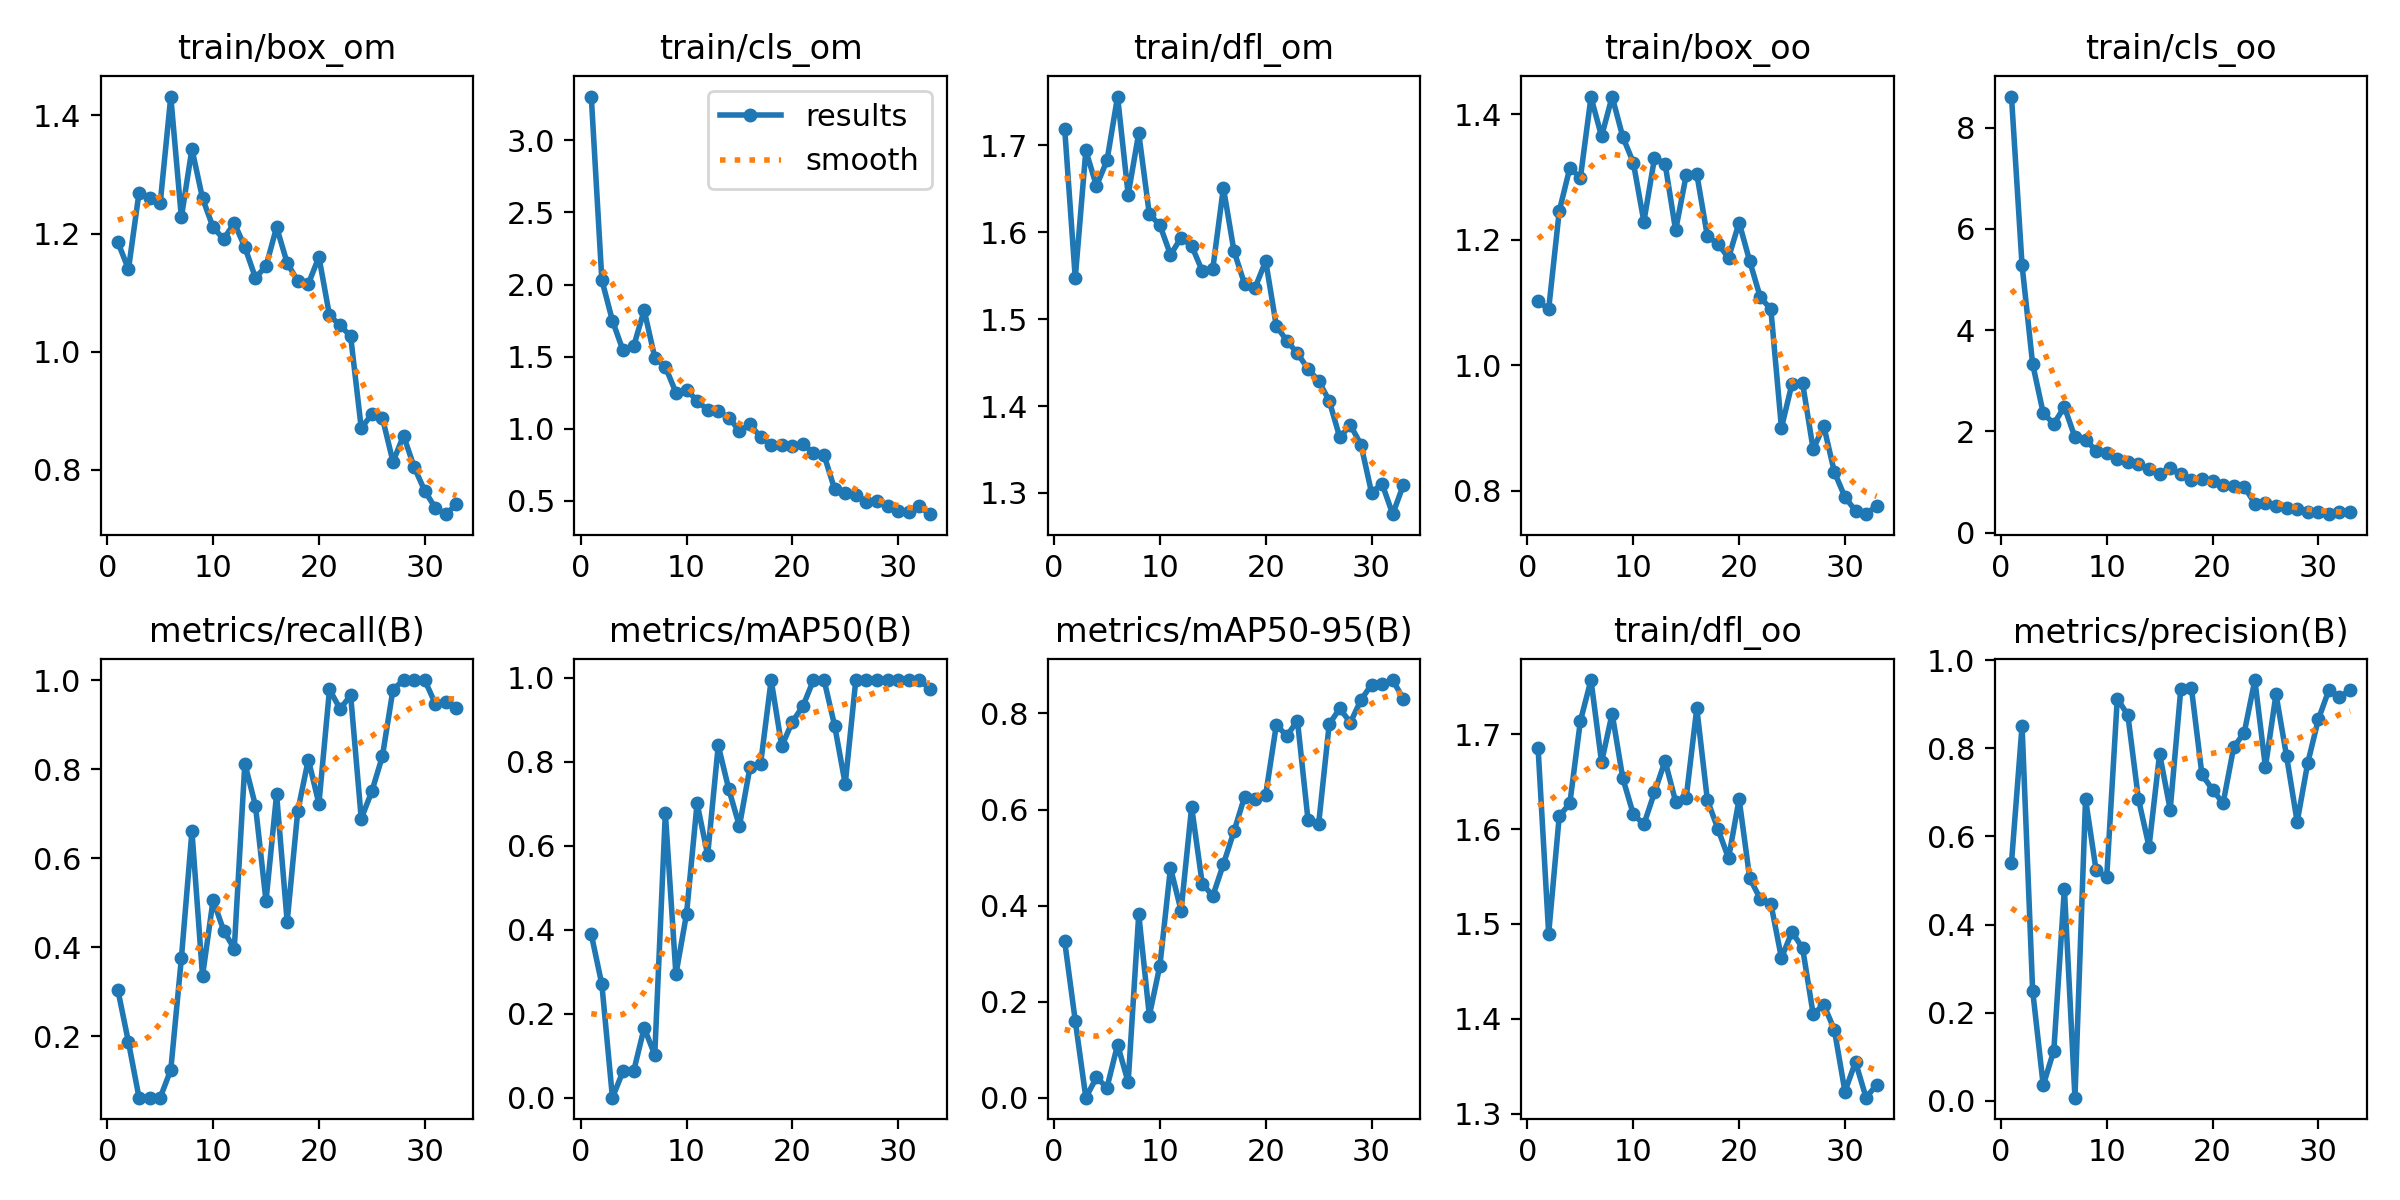 train/box_om
1.4
1.2
1.0
0.8
0 10 20 30
train/cls_om
results
smooth
3.0
2.5
2.0
1.5
1.0
0.5
0 10 20 30
train/dfl_om
1.7
1.6
1.5
1.4
1.3
0 10 20 30
train/box_oo
1.4
1.2
1.0
0.8
0 10 20 30
train/cls_oo
8
6
4
2
0
0 10 20 30
metrics/recall(B)
1.0
0.8
0.6
0.4
0.2
0 10 20 30
metrics/mAP50(B)
1.0
0.8
0.6
0.4
0.2
0.0
0 10 20 30
metrics/mAP50-95(B)
0.8
0.6
0.4
0.2
0.0
0 10 20 30
train/dfl_oo
1.7
1.6
1.5
1.4
1.3
0 10 20 30
metrics/precision(B)
1.0
0.8
0.6
0.4
0.2
0.0
0 10 20 30